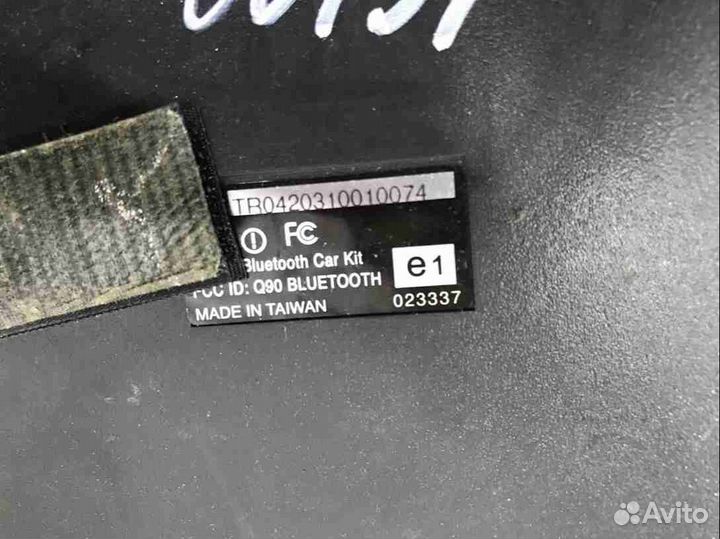 TR0420310010074
FC
Bluetooth Car Kit
e1
FCC ID: Q90 BLUETOOTH
MADE IN TAIWAN
023337
Avito